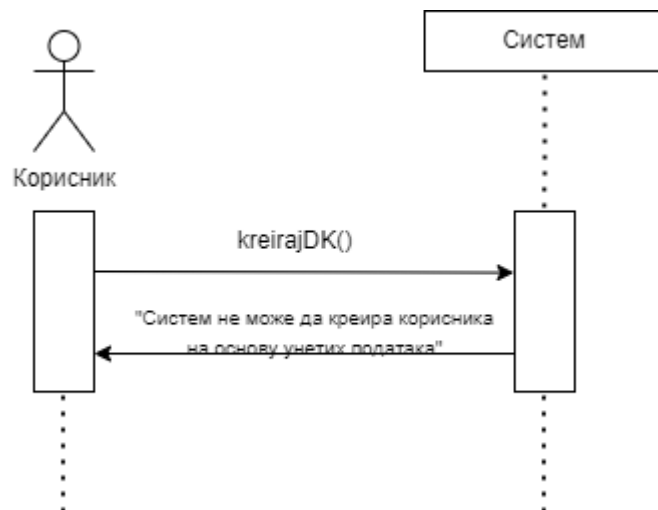 Систем
Корисник
kreirajDK()
"Систем не може да креира корисника
на основу унетих података"